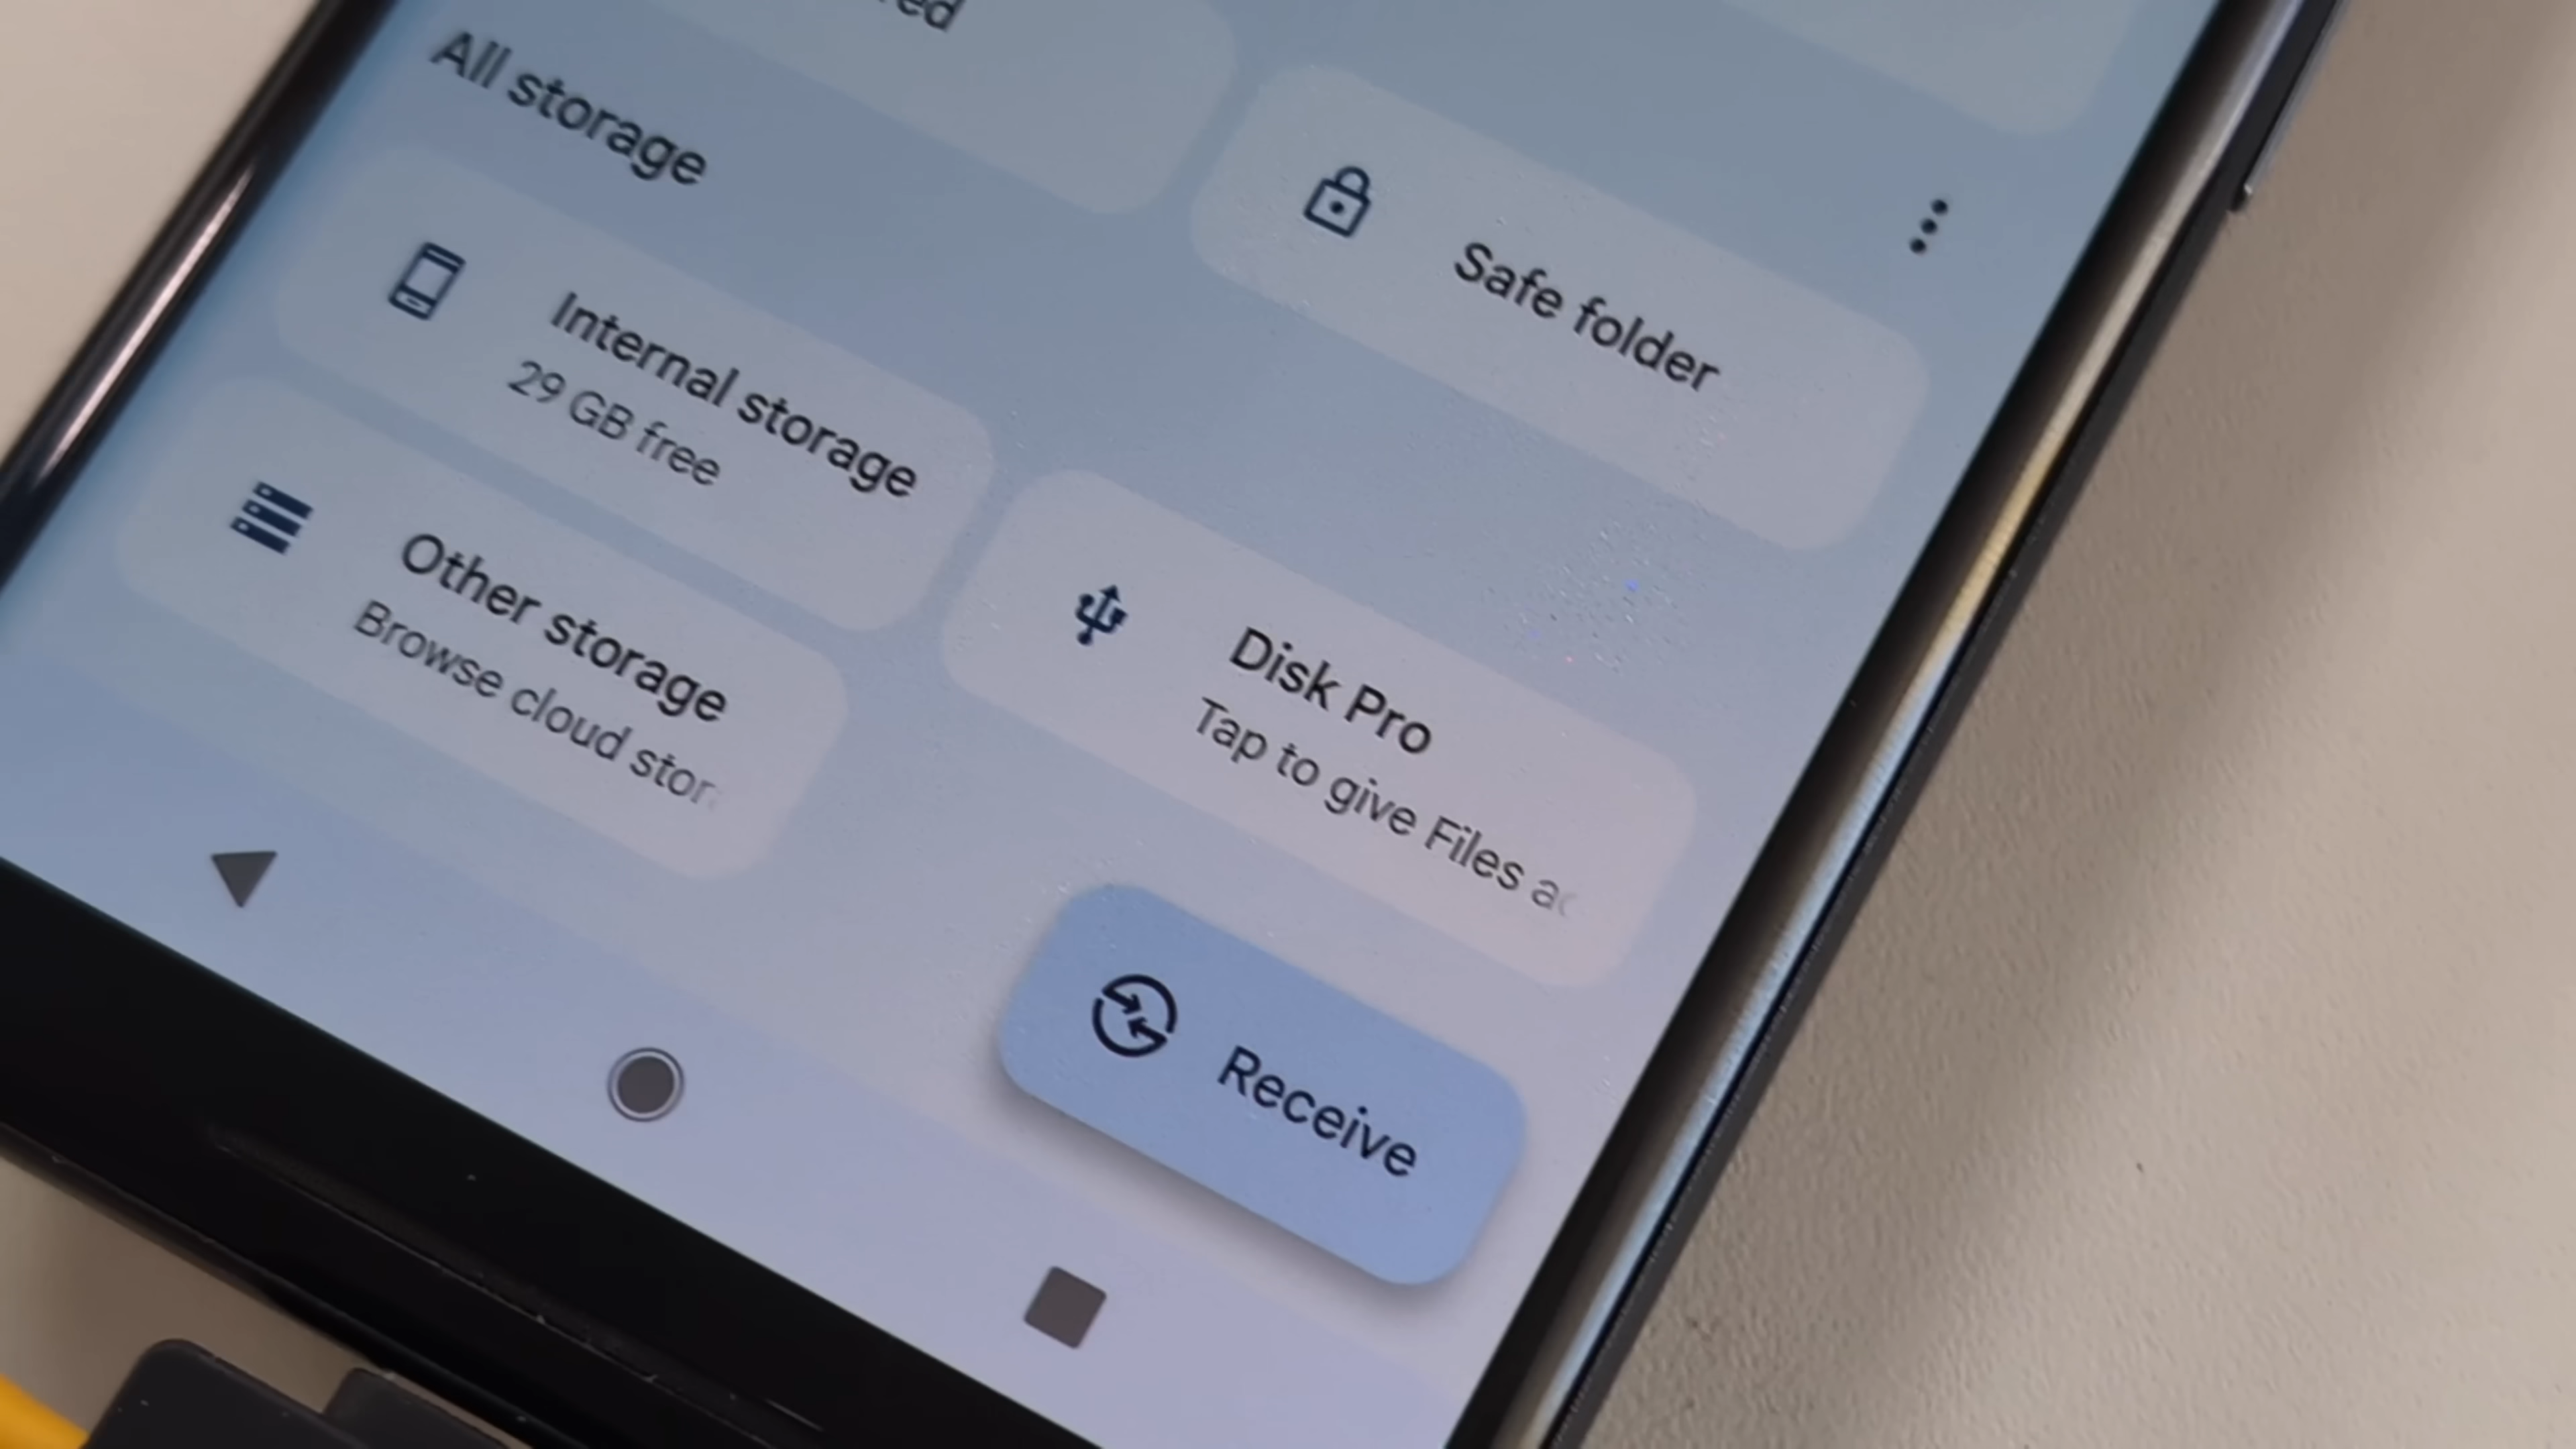 All storage
Safe folder
Internal storage
29 GB free
Disk Pro
Tap to give Files
Other storage
Browse cloud stor
Receive